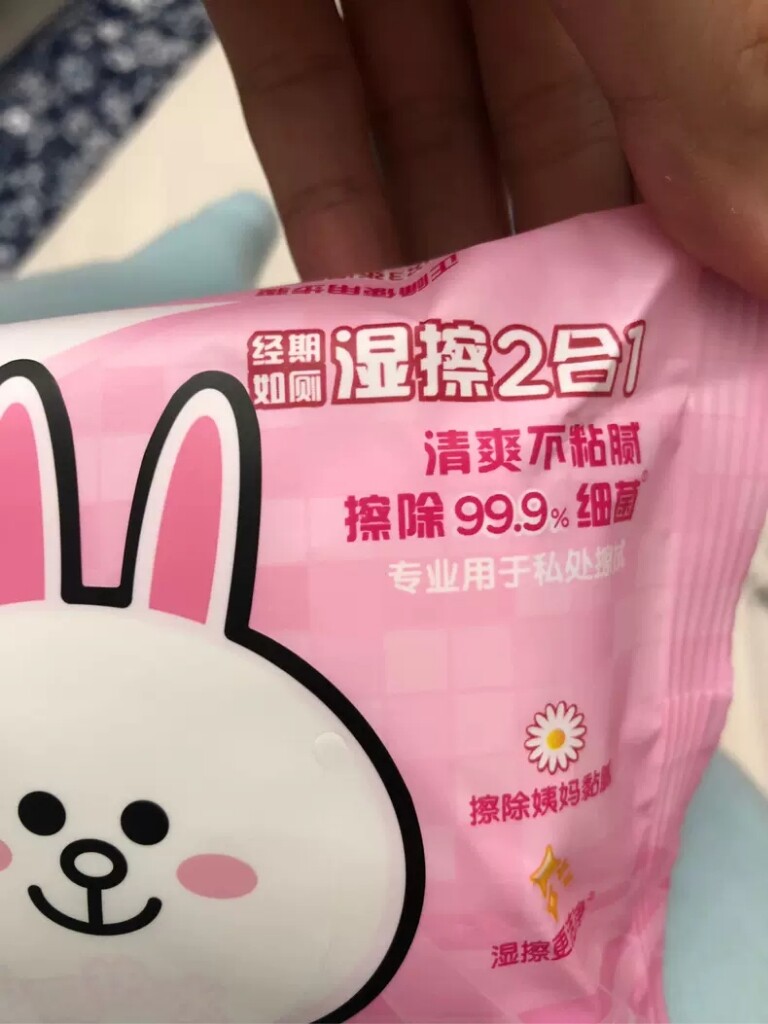 经期
如厕
湿擦2合1
清爽不粘腻
擦除99.9%细菌
专业用于私处擦拭
擦除姨妈黏腻
湿擦更